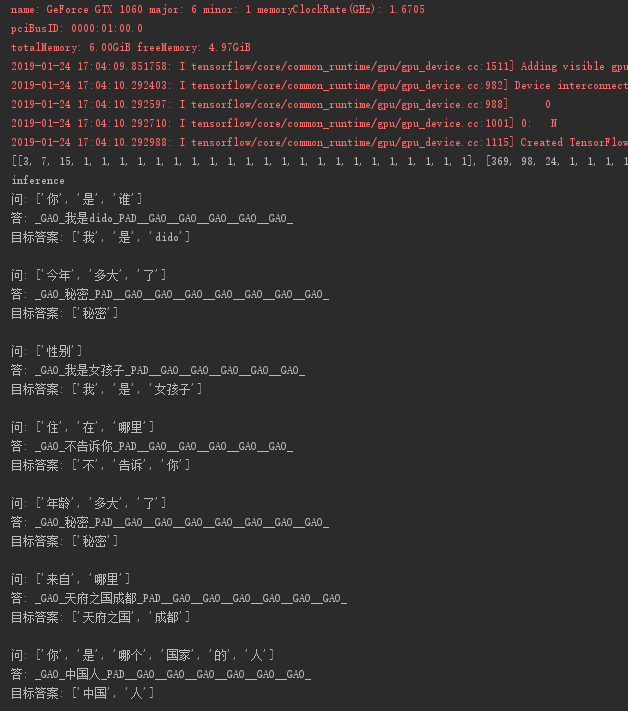 name: GeForce GTX 1060 major: 6 minor: 1 memoryClockRate(GHz): 1.6705
pciBusID: 0000:01:00.0
totalMemory: 6.00GiB freeMemory: 4.97GiB
2019-01-24 17:04:09.851758: I tensorflow/core/common_runtime/gpu/gpu_device.cc:1511] Adding visible gpu
2019-01-24 17:04:10.292403: I tensorflow/core/common_runtime/gpu/gpu_device.cc:982] Device interconnect
2019-01-24 17:04:10.292597: I tensorflow/core/common_runtime/gpu/gpu_device.cc:988]      0
2019-01-24 17:04:10.292710: I tensorflow/core/common_runtime/gpu/gpu_device.cc:1001] 0:   N
2019-01-24 17:04:10.292988: I tensorflow/core/common_runtime/gpu/gpu_device.cc:1115] Created TensorFlow
[[3, 7, 15, 1, 1, 1, 1, 1, 1, 1, 1, 1, 1, 1, 1, 1, 1, 1, 1, 1, 1, 1, 1, 1, 1], [369, 98, 24, 1, 1, 1, 1
inference
问: ['你', '是', '谁']
答: _GAO_我是dido_PAD__GAO__GAO__GAO__GAO__GAO_
目标答案: ['我', '是', 'dido']
问: ['今年', '多大', '了']
答: _GAO_秘密_PAD__GAO__GAO__GAO__GAO__GAO__GAO__GAO_
目标答案: ['秘密']
问: ['性别']
答: _GAO_我是女孩子_PAD__GAO__GAO__GAO__GAO__GAO_
目标答案: ['我', '是', '女孩子']
问: ['住', '在', '哪里']
答: _GAO_不告诉你_PAD__GAO__GAO__GAO__GAO__GAO_
目标答案: ['不', '告诉', '你']
问: ['年龄', '多大', '了']
答: _GAO_秘密_PAD__GAO__GAO__GAO__GAO__GAO__GAO__GAO_
目标答案: ['秘密']
问: ['来自', '哪里']
答: _GAO_天府之国成都_PAD__GAO__GAO__GAO__GAO__GAO__GAO_
目标答案: ['天府之国', '成都']
问: ['你', '是', '哪个', '国家', '的', '人']
答: _GAO_中国人_PAD__GAO__GAO__GAO__GAO__GAO__GAO_
目标答案: ['中国', '人']